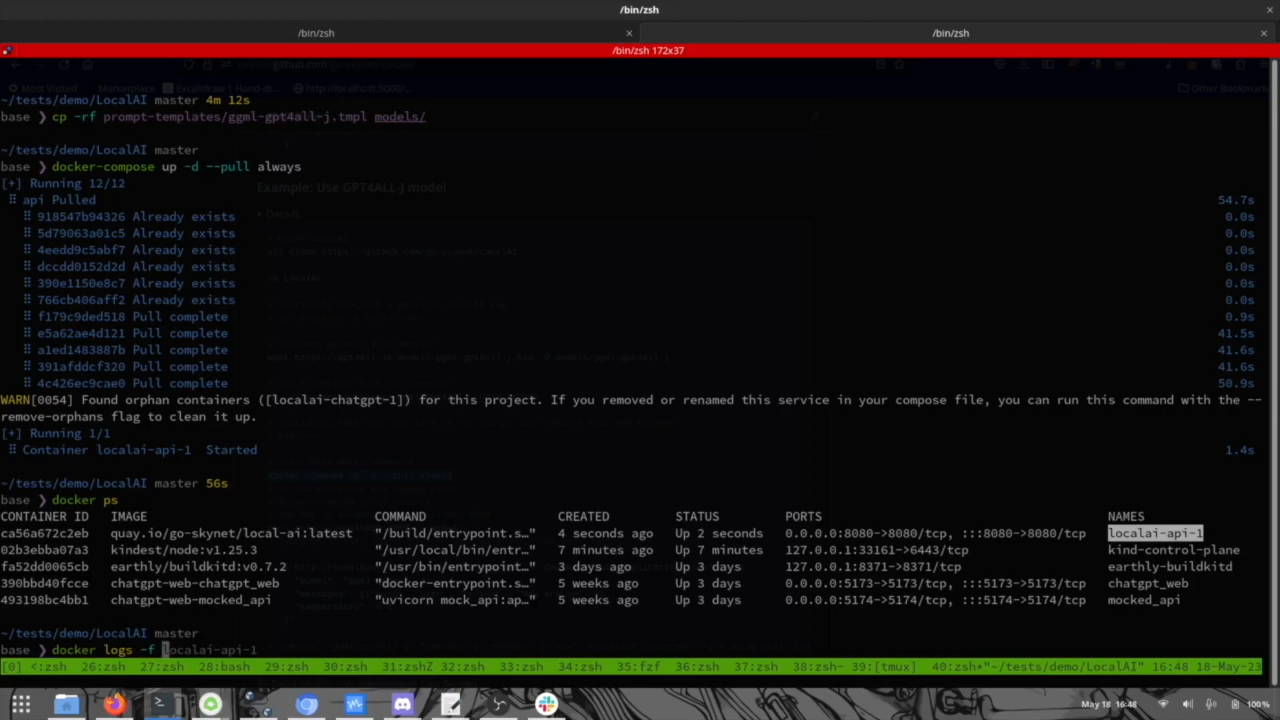 /bin/zsh
/bin/zsh
/bin/zsh
/bin/zsh 172x37
~/tests/demo/LocalAI master 4m 12s
base ❯ cp -rf prompt-templates/ggml-gpt4all-j.tmpl models/
~/tests/demo/LocalAI master
base ❯ docker-compose up -d --pull always
[+] Running 12/12
⠿ api Pulled 54.7s
⠿ 918547b94326 Already exists 0.0s
⠿ 5d79063a01c5 Already exists 0.0s
⠿ 4eedd9c5abf7 Already exists 0.0s
⠿ dccdd0152d2d Already exists 0.0s
⠿ 390e1150e8c7 Already exists 0.0s
⠿ 766cb406aff2 Already exists 0.0s
⠿ f179c9ded518 Pull complete 0.9s
⠿ e5a62ae4d121 Pull complete 41.5s
⠿ a1ed1483887b Pull complete 41.6s
⠿ 391afddcf320 Pull complete 41.6s
⠿ 4c426ec9cae0 Pull complete 50.9s
WARN[0054] Found orphan containers ([localai-chatgpt-1]) for this project. If you removed or renamed this service in your compose file, you can run this command with the --
remove-orphans flag to clean it up.
[+] Running 1/1
⠿ Container localai-api-1  Started 1.4s
~/tests/demo/LocalAI master 56s
base ❯ docker ps
CONTAINER ID IMAGE COMMAND CREATED STATUS PORTS NAMES
ca56a672c2eb quay.io/go-skynet/local-ai:latest "/build/entrypoint.s…" 4 seconds ago Up 2 seconds 0.0.0.0:8080->8080/tcp, :::8080->8080/tcp localai-api-1
02b3ebba07a3 kindest/node:v1.25.3 "/usr/local/bin/entr…" 7 minutes ago Up 7 minutes 127.0.0.1:33161->6443/tcp kind-control-plane
fa52dd0065cb earthly/buildkitd:v0.7.2 "/usr/bin/entrypoint…" 3 days ago Up 3 days 127.0.0.1:8371->8371/tcp earthly-buildkitd
390bbd40fcce chatgpt-web-chatgpt_web "docker-entrypoint.s…" 5 weeks ago Up 3 days 0.0.0.0:5173->5173/tcp, :::5173->5173/tcp chatgpt_web
493198bc4bb1 chatgpt-web-mocked_api "uvicorn mock_api:ap…" 5 weeks ago Up 3 days 0.0.0.0:5174->5174/tcp, :::5174->5174/tcp mocked_api
~/tests/demo/LocalAI master
base ❯ docker logs -f localai-api-1
[0] <:zsh 26:zsh 27:zsh 28:bash 29:zsh 30:zsh 31:zshZ 32:zsh 33:zsh 34:zsh 35:fzf 36:zsh 37:zsh 38:zsh- 39:[tmux] 40:zsh*"~/tests/demo/LocalAI" 16:48 18-May-23
May 18 16:48 100%
Example: Use GPT4ALL-J model
Details